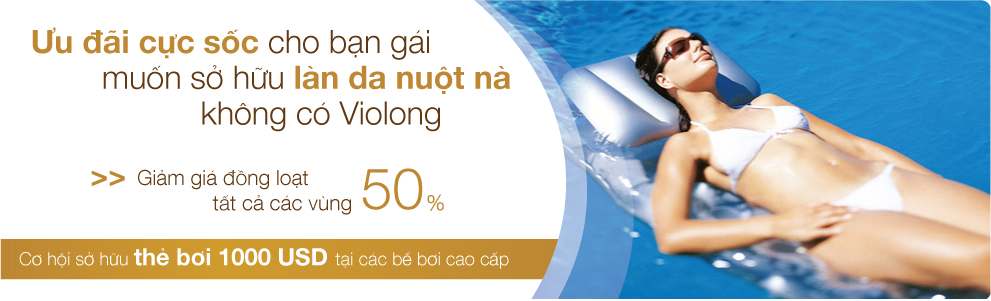 Ưu đãi cực sốc cho bạn gái
muốn sở hữu làn da nuột nà
không có Violong
>> Giảm giá đồng loạt
tất cả các vùng 50%
Cơ hội sở hữu thẻ bơi 1000 USD tại các bể bơi cao cấp